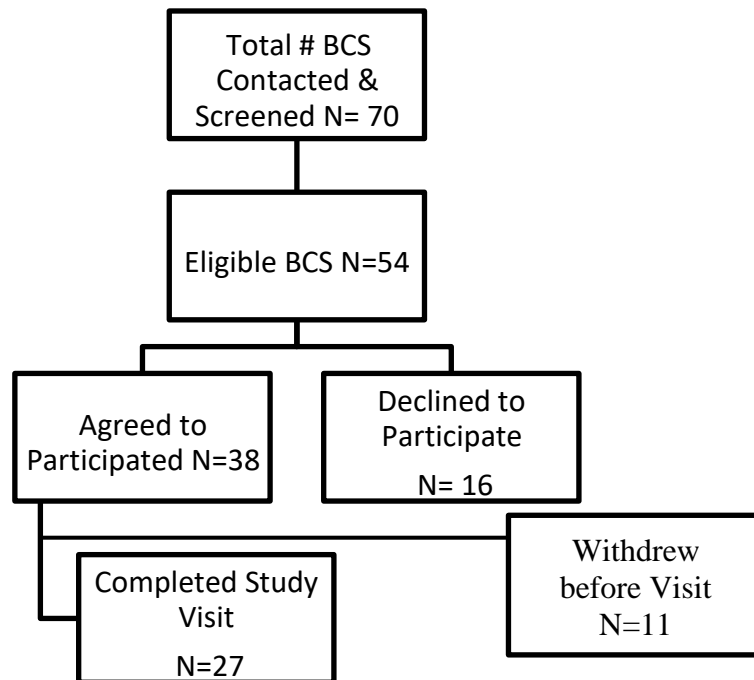 Total # BCS
Contacted &
Screened N= 70
Eligible BCS N=54
Agreed to
Participated N=38
Declined to
Participate
N= 16
Withdrew
before Visit
N=11
Completed Study
Visit
N=27